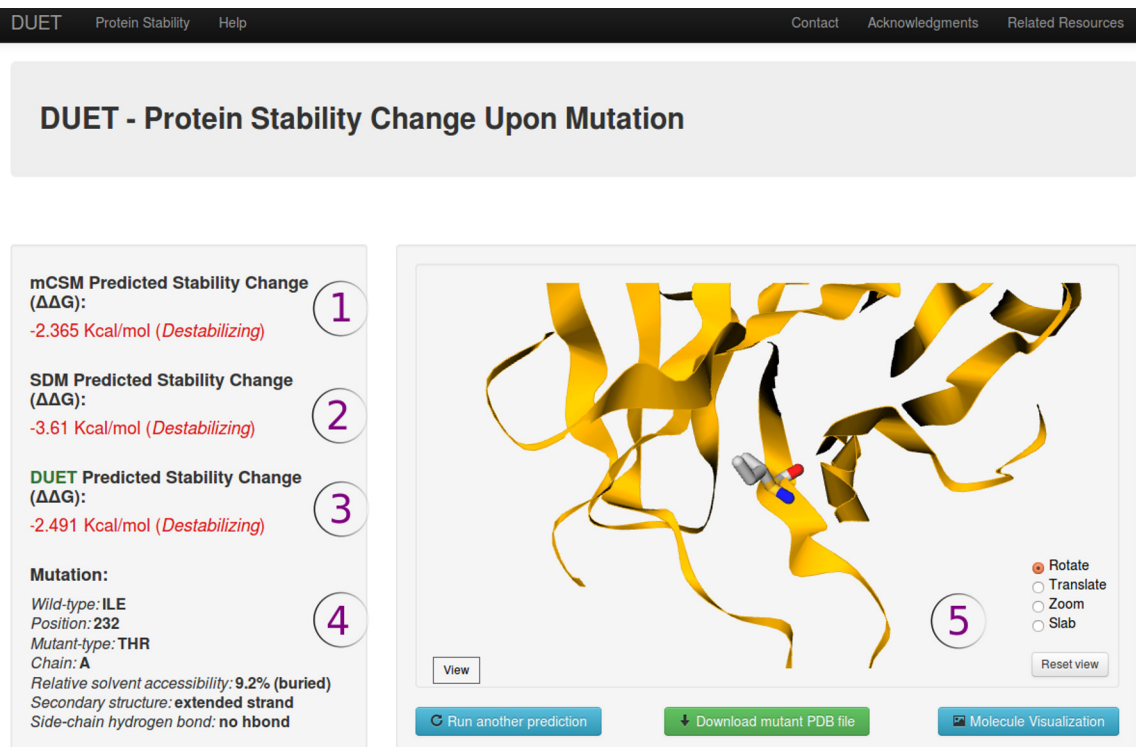 DUET Protein Stability Help Contact Acknowledgments Related Resources
DUET - Protein Stability Change Upon Mutation
mCSM Predicted Stability Change
(ΔΔG):
-2.365 Kcal/mol (Destabilizing)
1
SDM Predicted Stability Change
(ΔΔG):
-3.61 Kcal/mol (Destabilizing)
2
DUET Predicted Stability Change
(ΔΔG):
-2.491 Kcal/mol (Destabilizing)
3
Mutation:
Wild-type: ILE
Position: 232
Mutant-type: THR
Chain: A
Relative solvent accessibility: 9.2% (buried)
Secondary structure: extended strand
Side-chain hydrogen bond: no hbond
4
5
Rotate
Translate
Zoom
Slab
Reset view
View
Run another prediction
Download mutant PDB file
Molecule Visualization